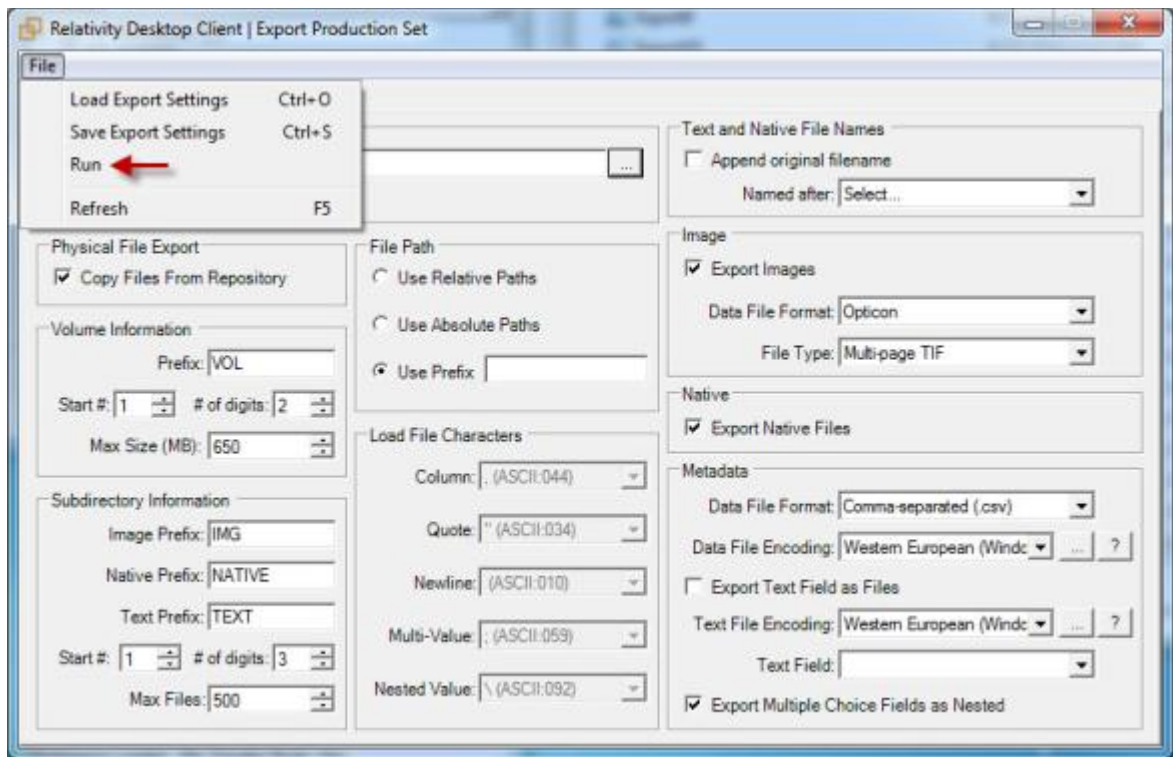 Relativity Desktop Client | Export Production Set
File
Load Export Settings Ctrl+O
Save Export Settings Ctrl+S
Run
Refresh F5
...
Text and Native File Names
Append original filename
Named after: Select...
Physical File Export
Copy Files From Repository
Volume Information
Prefix: VOL
Start #: 1 # of digits: 2
Max Size (MB): 650
Subdirectory Information
Image Prefix: IMG
Native Prefix: NATIVE
Text Prefix: TEXT
Start #: 1 # of digits: 3
Max Files: 500
File Path
Use Relative Paths
Use Absolute Paths
Use Prefix
Load File Characters
Column: , (ASCII:044)
Quote: " (ASCII:034)
Newline: (ASCII:010)
Multi-Value: ; (ASCII:059)
Nested Value: \ (ASCII:092)
Image
Export Images
Data File Format: Opticon
File Type: Multi-page TIF
Native
Export Native Files
Metadata
Data File Format: Comma-separated (.csv)
Data File Encoding: Western European (Windc ... ?
Export Text Field as Files
Text File Encoding: Western European (Windc ... ?
Text Field:
Export Multiple Choice Fields as Nested